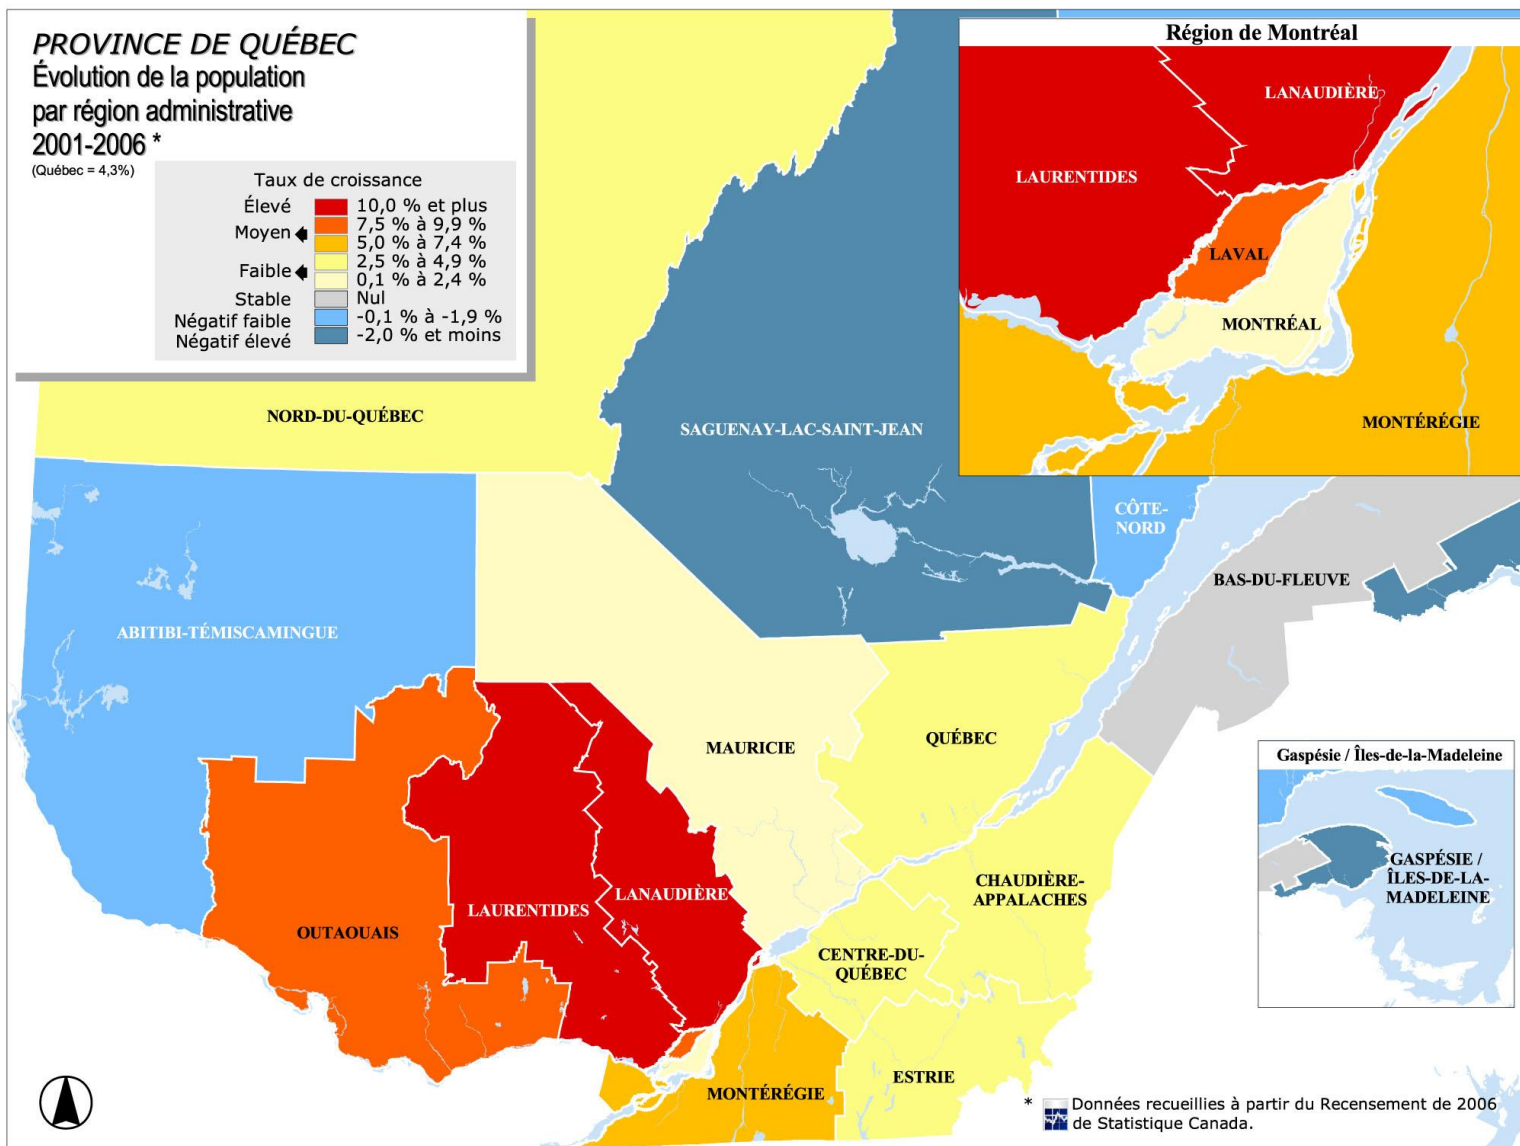 PROVINCE DE QUÉBEC
Évolution de la population
par région administrative
2001-2006 *
(Québec = 4,3%)
Taux de croissance
Élevé 10,0 % et plus
7,5 % à 9,9 %
Moyen
5,0 % à 7,4 %
2,5 % à 4,9 %
Faible
0,1 % à 2,4 %
Stable Nul
Négatif faible -0,1 % à -1,9 %
Négatif élevé -2,0 % et moins
Région de Montréal
LANAUDIÈRE
LAURENTIDES
LAVAL
MONTRÉAL
MONTÉRÉGIE
NORD-DU-QUÉBEC
SAGUENAY-LAC-SAINT-JEAN
CÔTE-
NORD
BAS-DU-FLEUVE
ABITIBI-TÉMISCAMINGUE
MAURICIE
QUÉBEC
Gaspésie / Îles-de-la-Madeleine
GASPÉSIE /
ÎLES-DE-LA-
MADELEINE
CHAUDIÈRE-
APPALACHES
LANAUDIÈRE
LAURENTIDES
OUTAOUAIS
CENTRE-DU-
QUÉBEC
ESTRIE
MONTÉRÉGIE
* Données recueillies à partir du Recensement de 2006
de Statistique Canada.